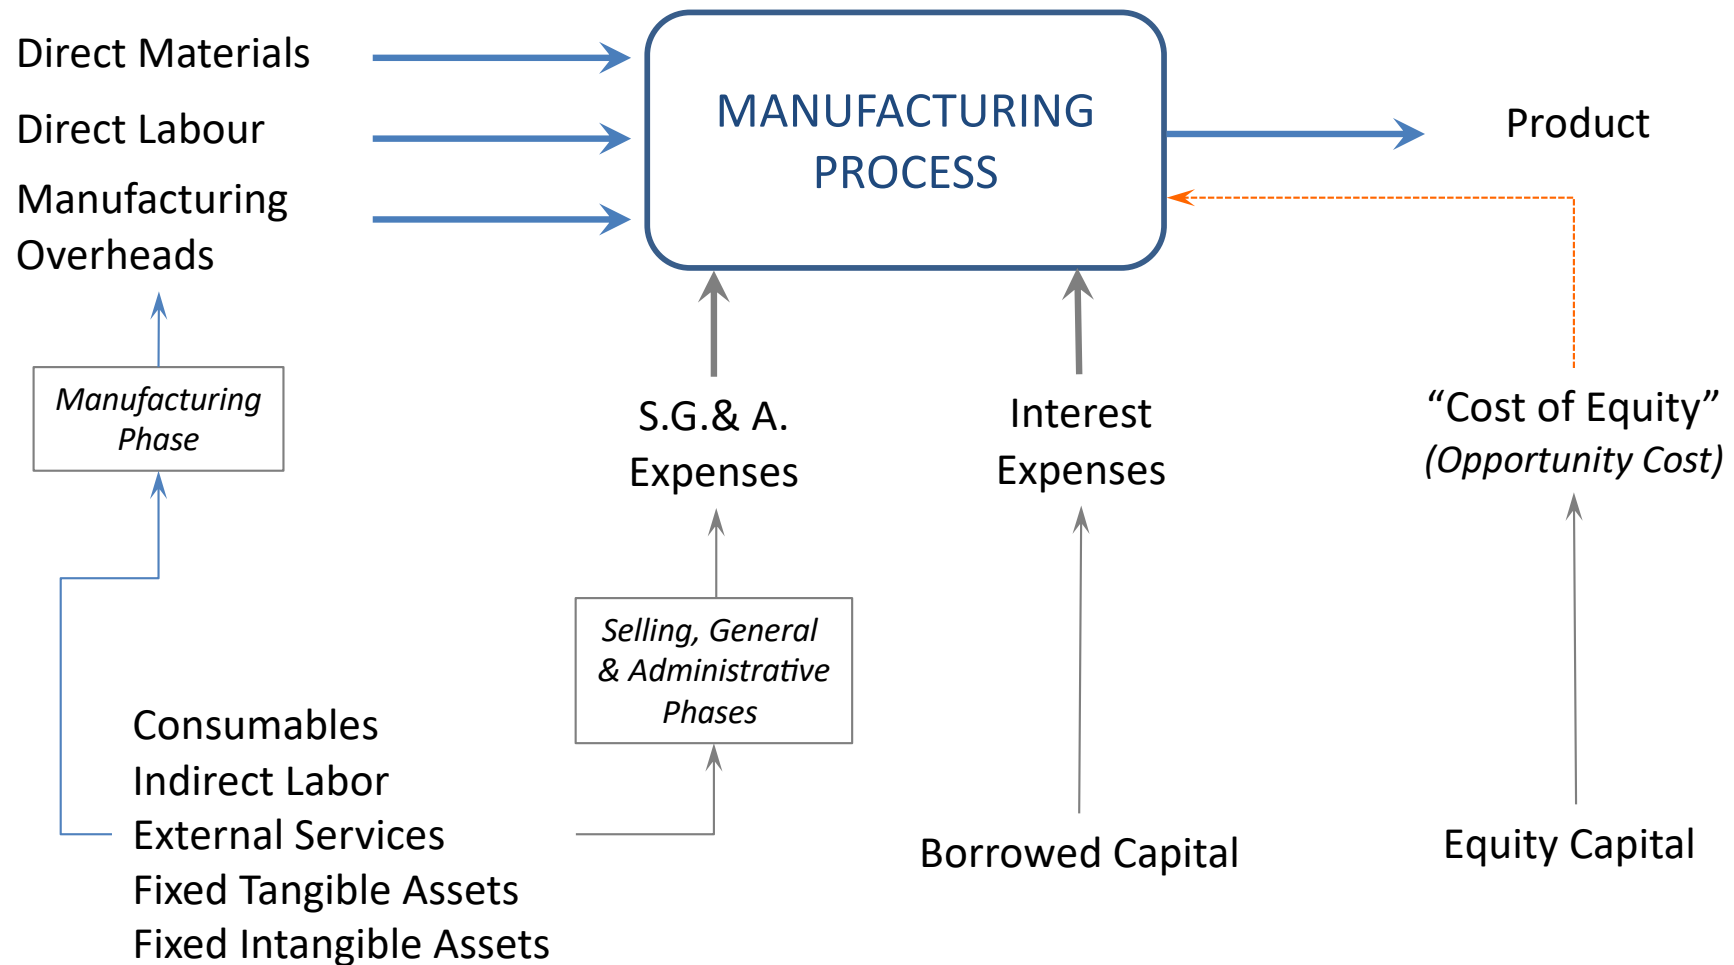 Direct Materials
Direct Labour
Manufacturing
Overheads
MANUFACTURING
PROCESS
Product
Manufacturing
Phase
S.G.& A.
Expenses
Interest
Expenses
“Cost of Equity”
(Opportunity Cost)
Selling, General
& Administrative
Phases
Consumables
Indirect Labor
External Services
Fixed Tangible Assets
Fixed Intangible Assets
Borrowed Capital
Equity Capital